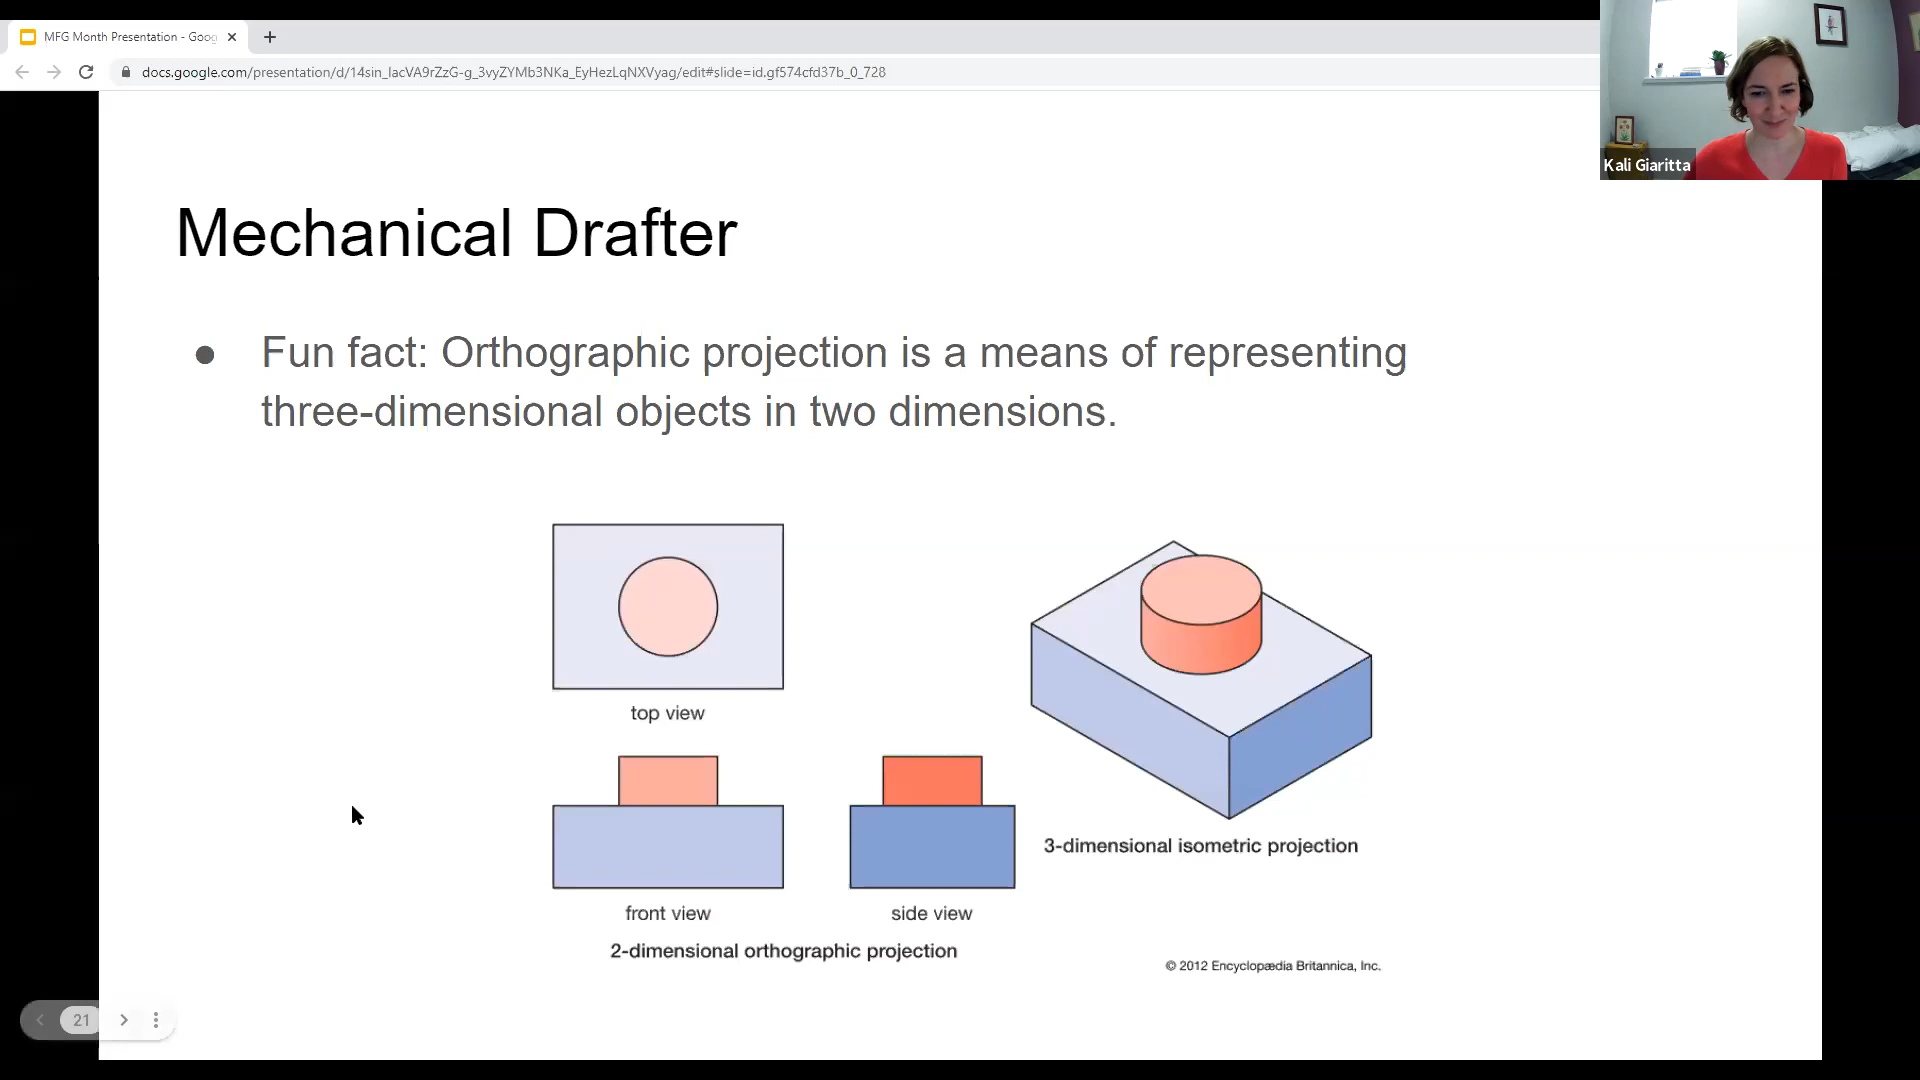 MFG Month Presentation - Goog
docs.google.com/presentation/d/14sin_lacVA9rZzG-g_3vyZYMb3NKa_EyHezLqNXVyag/edit#slide=id.gf574cfd37b_0_728
Kali Giaritta
Mechanical Drafter
● Fun fact: Orthographic projection is a means of representing
three-dimensional objects in two dimensions.
top view
front view
side view
2-dimensional orthographic projection
3-dimensional isometric projection
© 2012 Encyclopædia Britannica, Inc.
21